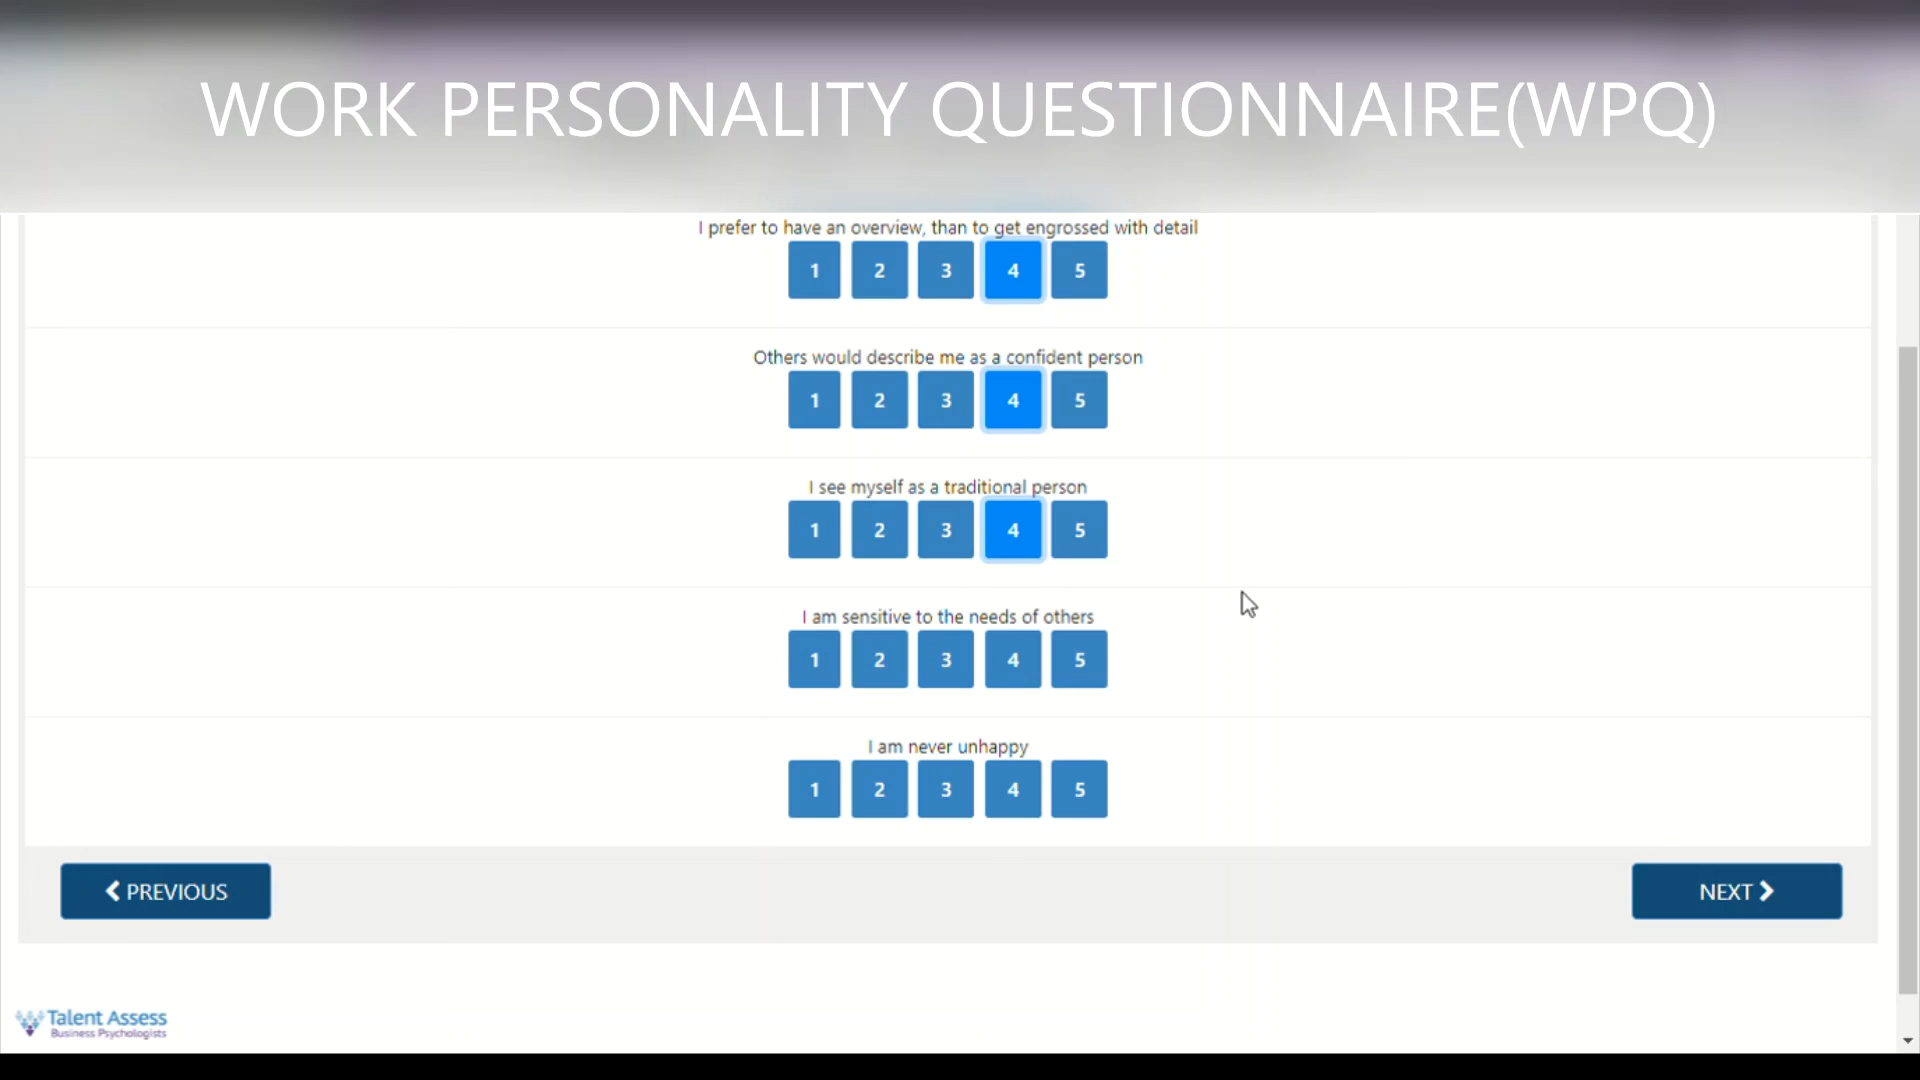 WORK PERSONALITY QUESTIONNAIRE(WPQ)
I prefer to have an overview, than to get engrossed with detail
1 2 3 4 5
Others would describe me as a confident person
1 2 3 4 5
I see myself as a traditional person
1 2 3 4 5
I am sensitive to the needs of others
1 2 3 4 5
I am never unhappy
1 2 3 4 5
PREVIOUS
NEXT
Talent Assess
Business Psychologists